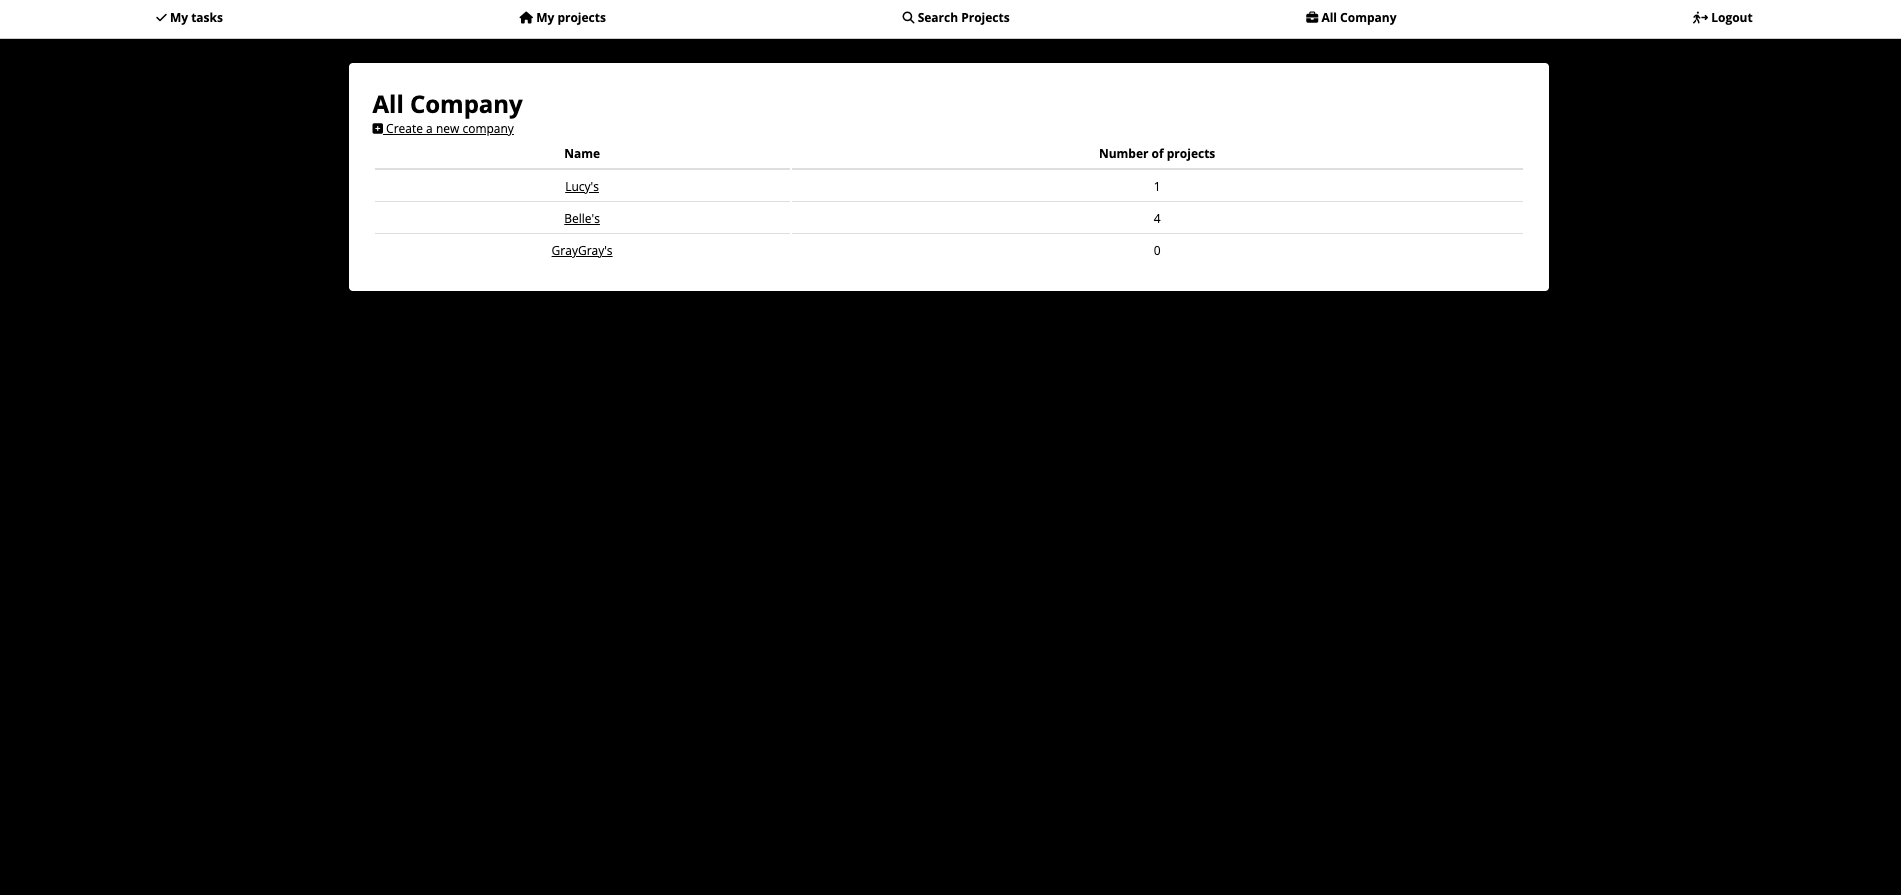 My tasks My projects Search Projects All Company Logout
All Company
Create a new company
Name Number of projects
Lucy's 1
Belle's 4
GrayGray's 0